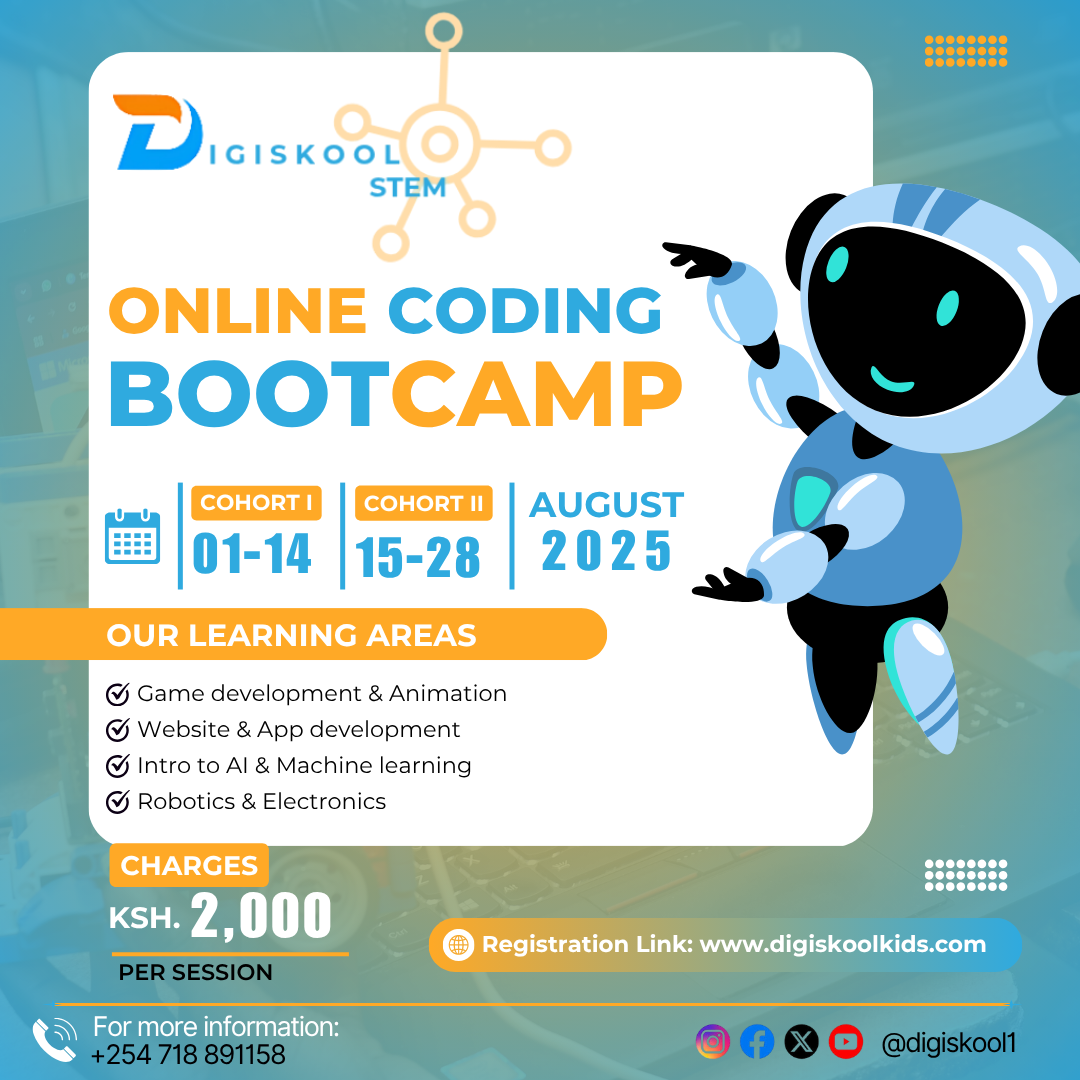 DIGISKOOL
STEM
ONLINE CODING
BOOTCAMP
COHORT I
01-14
COHORT II
15-28
AUGUST
2025
OUR LEARNING AREAS
Game development & Animation
Website & App development
Intro to AI & Machine learning
Robotics & Electronics
CHARGES
KSH. 2,000
PER SESSION
Registration Link: www.digiskoolkids.com
For more information:
+254 718 891158
@digiskool1